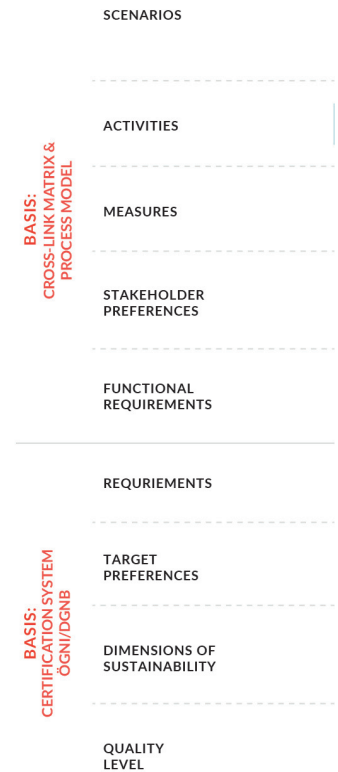 SCENARIOS
BASIS:
CROSS-LINK MATRIX &
PROCESS MODEL
ACTIVITIES
MEASURES
STAKEHOLDER
PREFERENCES
FUNCTIONAL
REQUIREMENTS
BASIS:
CERTIFICATION SYSTEM
ÖGNI/DGNB
REQURIEMENTS
TARGET
PREFERENCES
DIMENSIONS OF
SUSTAINABILITY
QUALITY
LEVEL